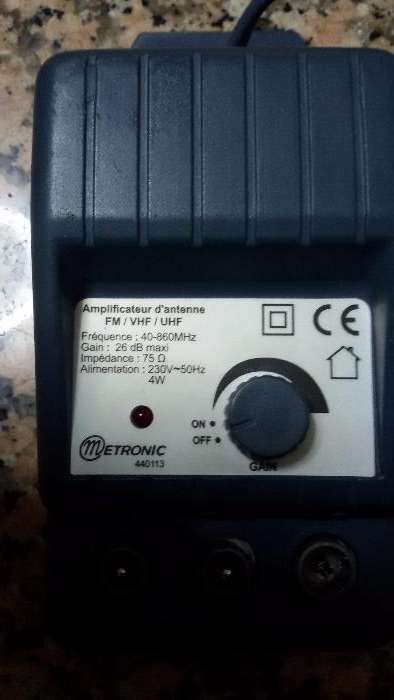 Amplificateur d'antenne
FM / VHF / UHF
Fréquence : 40-860MHz
Gain : 26 dB maxi
Impédance : 75 Ω
Alimentation : 230V~50Hz
4W
CE
ON
OFF
GAIN
METRONIC
440113